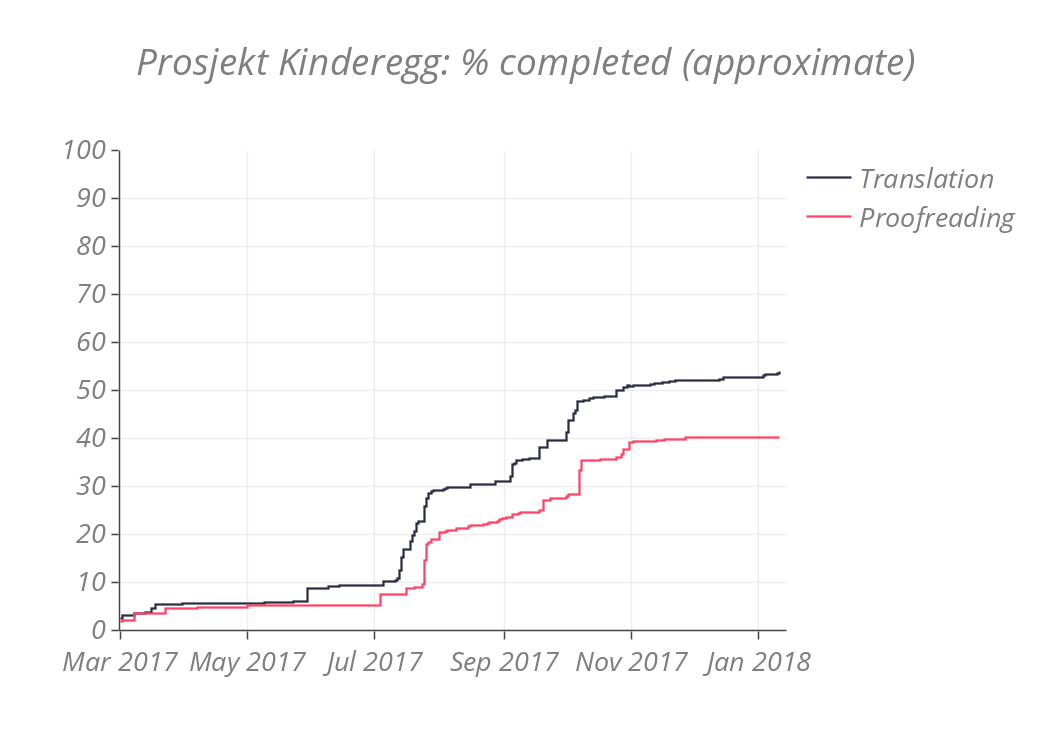 Prosjekt Kinderegg: % completed (approximate)
100
90
80
70
60
50
40
30
20
10
0
Mar 2017 May 2017 Jul 2017 Sep 2017 Nov 2017 Jan 2018
Translation
Proofreading